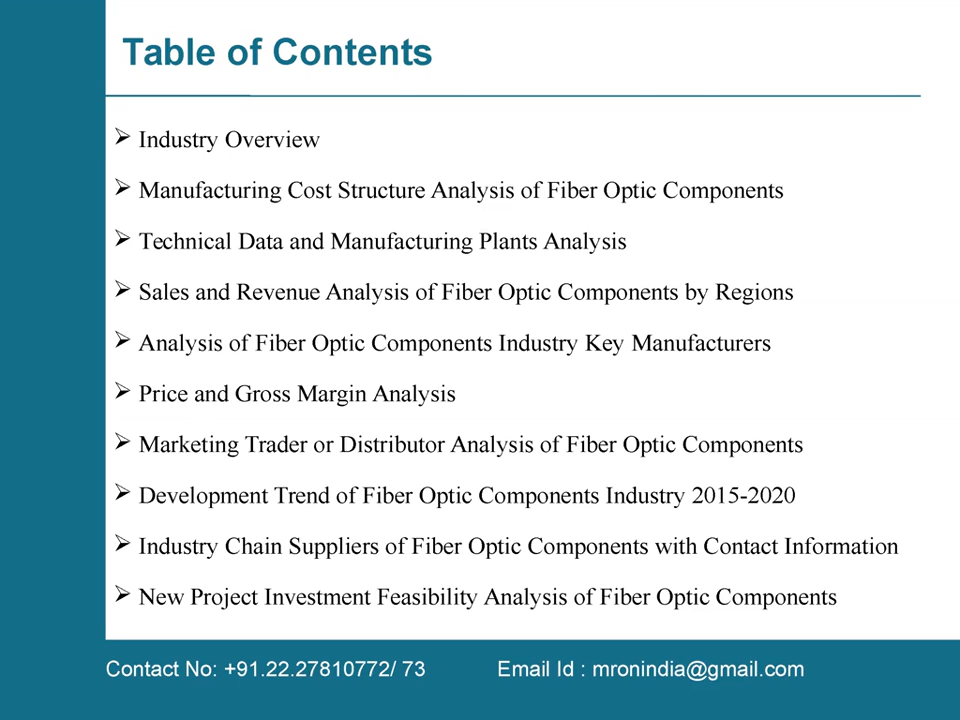 Table of Contents
➢ Industry Overview
➢ Manufacturing Cost Structure Analysis of Fiber Optic Components
➢ Technical Data and Manufacturing Plants Analysis
➢ Sales and Revenue Analysis of Fiber Optic Components by Regions
➢ Analysis of Fiber Optic Components Industry Key Manufacturers
➢ Price and Gross Margin Analysis
➢ Marketing Trader or Distributor Analysis of Fiber Optic Components
➢ Development Trend of Fiber Optic Components Industry 2015-2020
➢ Industry Chain Suppliers of Fiber Optic Components with Contact Information
➢ New Project Investment Feasibility Analysis of Fiber Optic Components
Contact No: +91.22.27810772/ 73 Email Id : mronindia@gmail.com